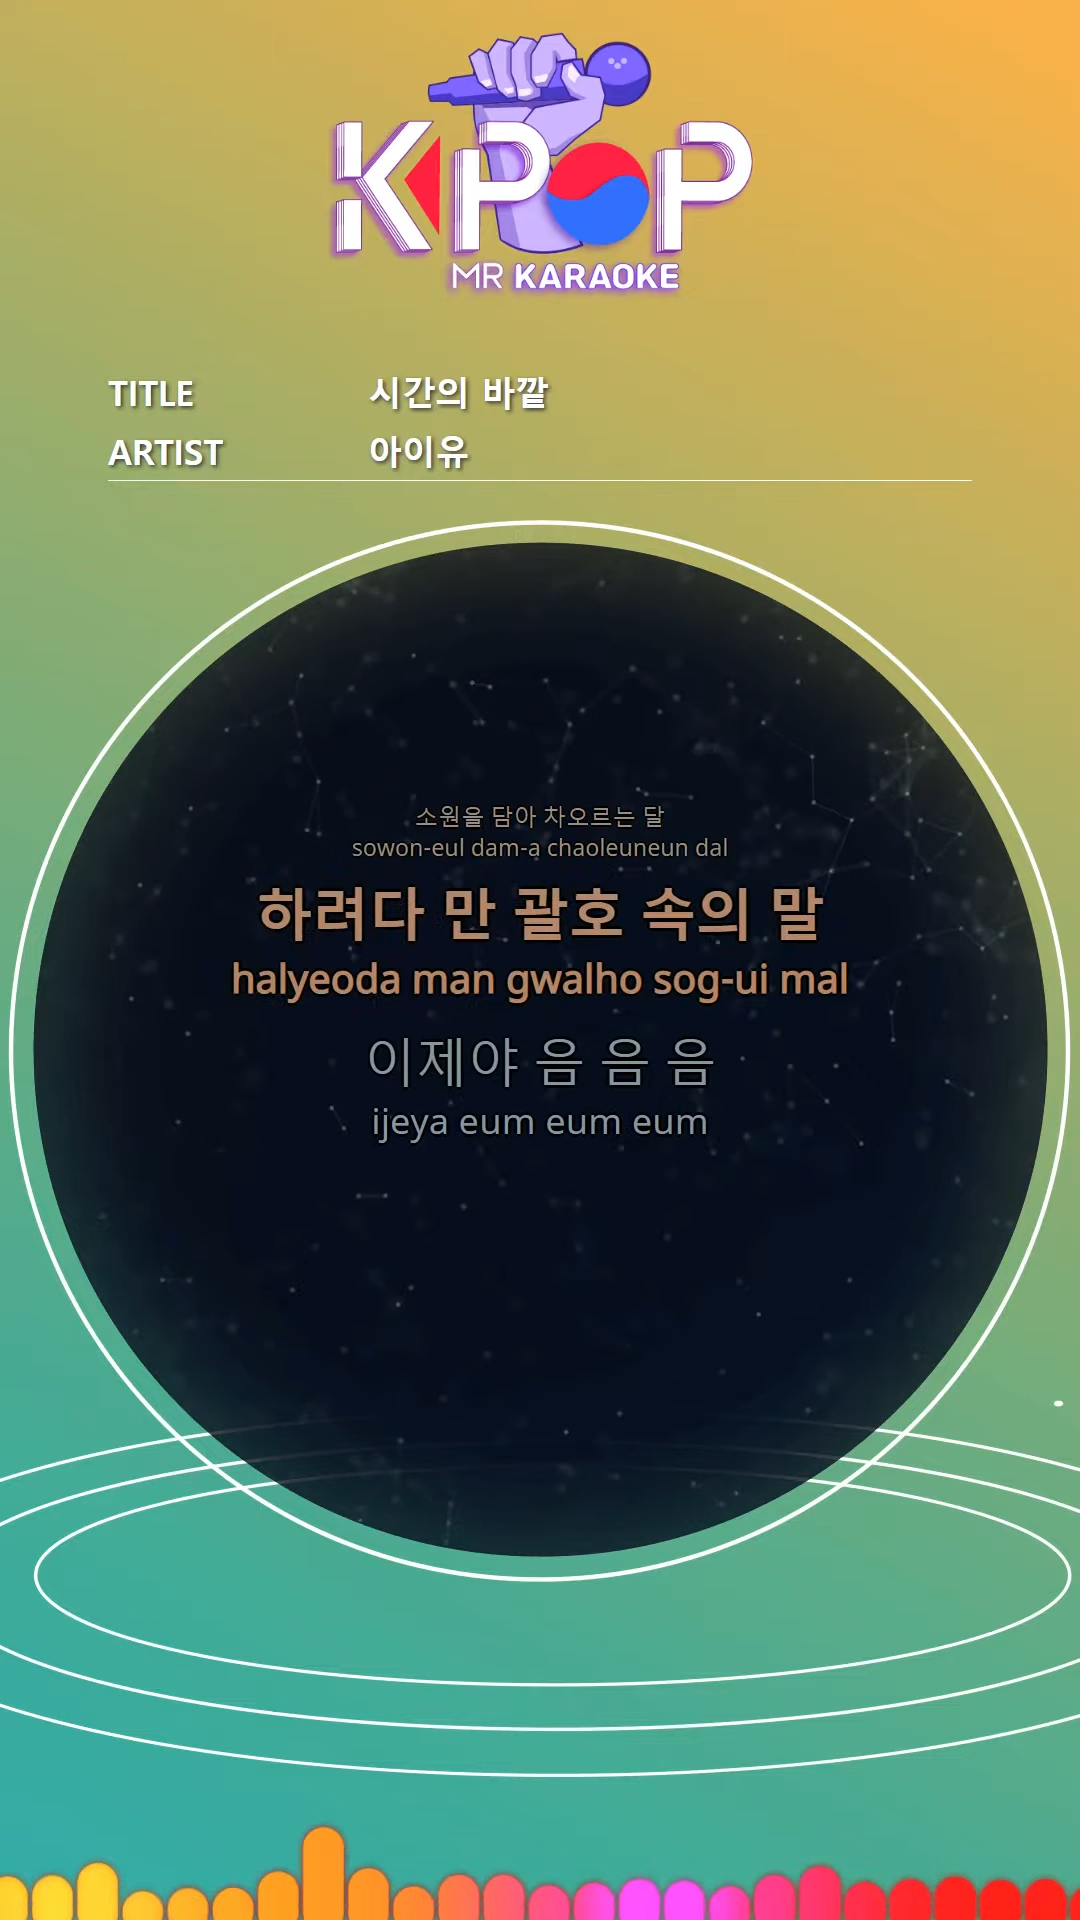 KPOP
MR KARAOKE
TITLE 시간의 바깥
ARTIST 아이유
소원을 담아 차오르는 달
sowon-eul dam-a chaoleuneun dal
하려다 만 괄호 속의 말
halyeoda man gwalho sog-ui mal
이제야 음 음 음
ijeya eum eum eum